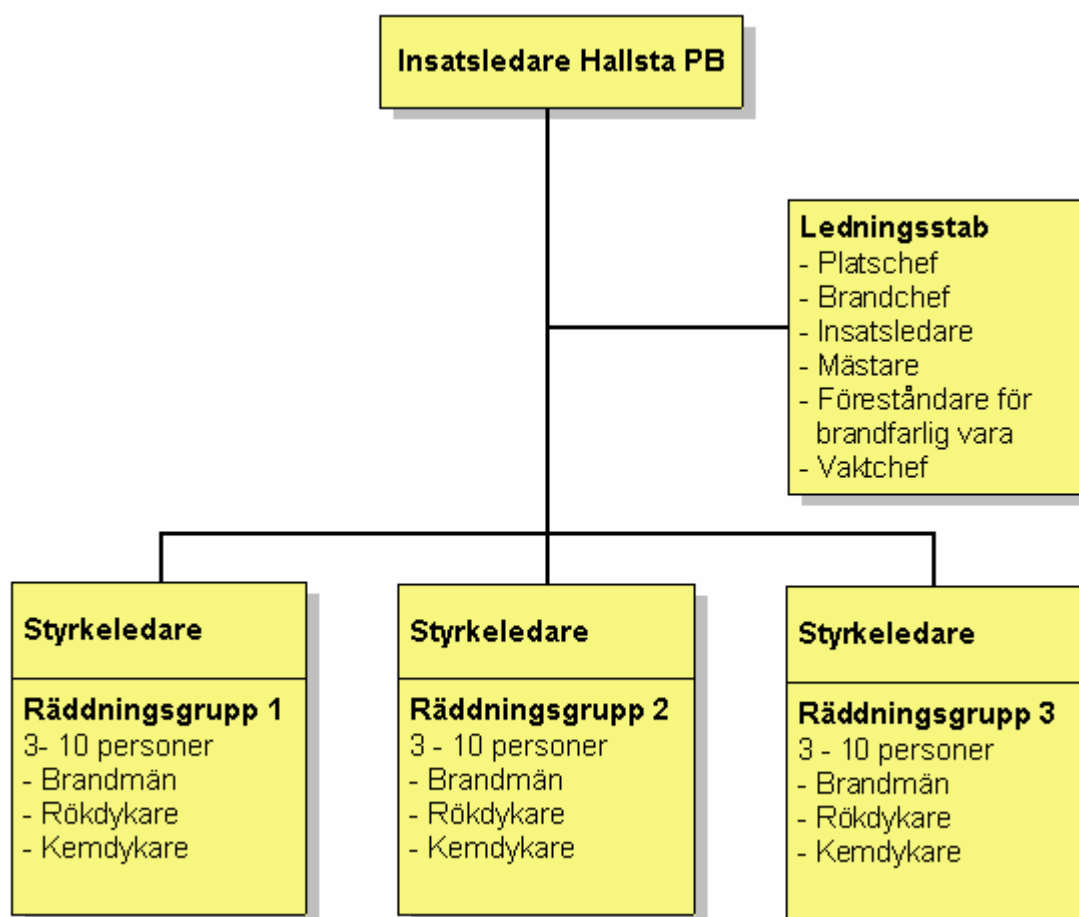 Insatsledare Hallsta PB
Ledningsstab
- Platschef
- Brandchef
- Insatsledare
- Mästare
- Föreståndare för
brandfarlig vara
- Vaktchef
Styrkeledare
Räddningsgrupp 1
3- 10 personer
- Brandmän
- Rökdykare
- Kemdykare
Styrkeledare
Räddningsgrupp 2
3 - 10 personer
- Brandmän
- Rökdykare
- Kemdykare
Styrkeledare
Räddningsgrupp 3
3 - 10 personer
- Brandmän
- Rökdykare
- Kemdykare